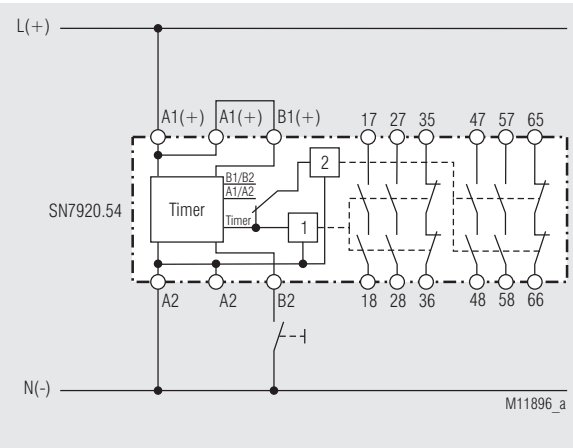 L(+)
A1(+) A1(+) B1(+) 17 27 35 47 57 65
2
B1/B2
A1/A2
SN7920.54 Timer Timer 1
A2 A2 B2 18 28 36 48 58 66
N(-)
M11896_a